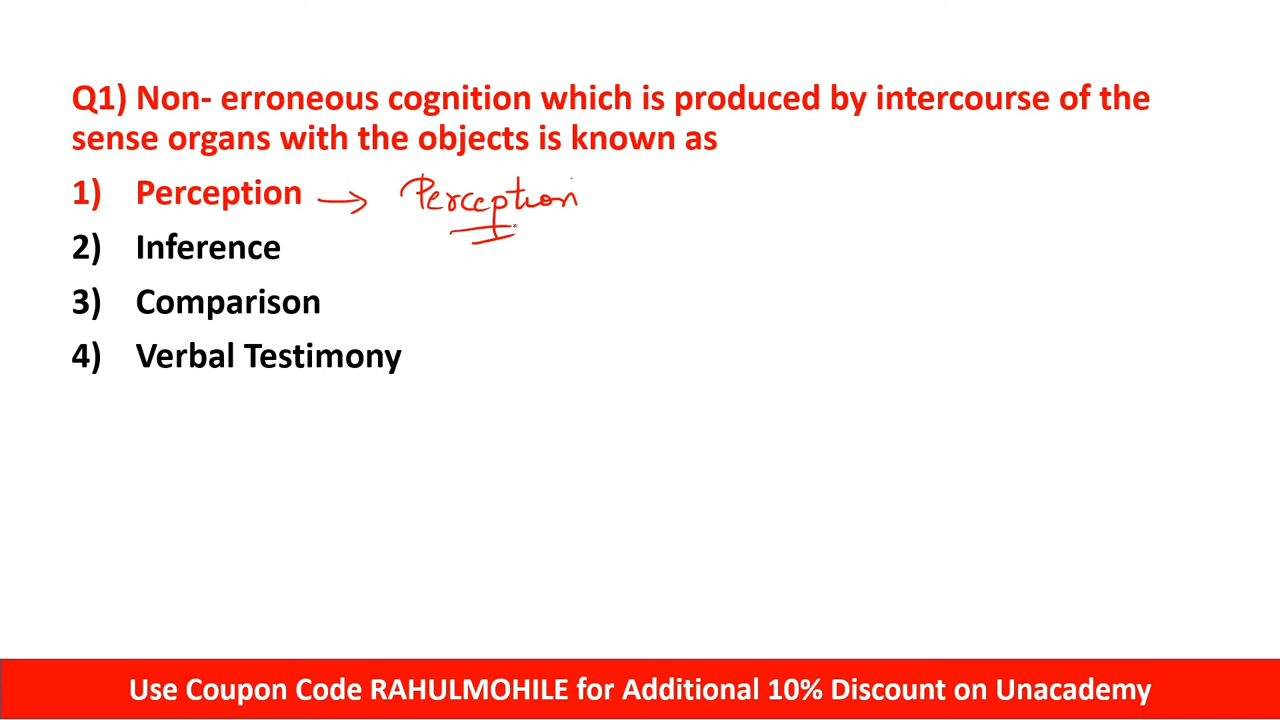 Q1) Non- erroneous cognition which is produced by intercourse of the
sense organs with the objects is known as
1) Perception → Perception
2) Inference
3) Comparison
4) Verbal Testimony
Use Coupon Code RAHULMOHILE for Additional 10% Discount on Unacademy